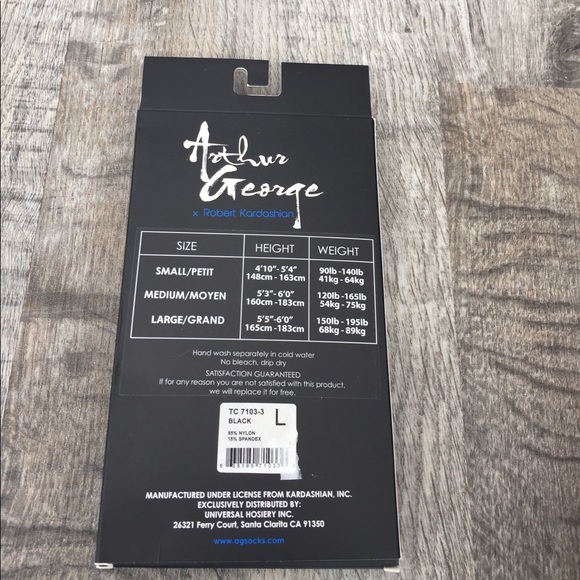 Arthur
George
× Robert Kardashian
SIZE HEIGHT WEIGHT
SMALL/PETIT 4'10"- 5'4" 90lb -140lb
148cm - 163cm 41kg - 64kg
MEDIUM/MOYEN 5'3"- 6'0" 120lb -165lb
160cm -183cm 54kg - 75kg
LARGE/GRAND 5'5"-6'0" 150lb - 195lb
165cm -183cm 68kg - 89kg
Hand wash separately in cold water
No bleach, drip dry
SATISFACTION GUARANTEED
If for any reason you are not satisfied with this product,
we will replace it for free.
TC 7103-3
BLACK L
85% NYLON
15% SPANDEX
MANUFACTURED UNDER LICENSE FROM KARDASHIAN, INC.
EXCLUSIVELY DISTRIBUTED BY:
UNIVERSAL HOSIERY INC.
26321 Ferry Court, Santa Clarita CA 91350
www.agsocks.com